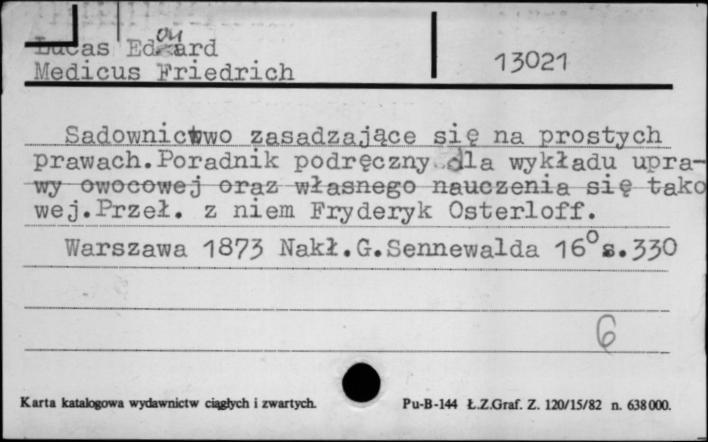 Lucas Edouard
13021
Medicus Friedrich
Sadownictwo zasadzające się na prostych
prawach.Poradnik podręczny dla wykładu upra-
wy owocowej oraz własnego nauczenia się tako
wej.Przeł. z niem Fryderyk Osterloff.
Warszawa 1873 Nakł.G.Sennewalda 16° s.330
6
Karta katalogowa wydawnictw ciągłych i zwartych.
Pu-B-144 Ł.Z.Graf. Z. 120/15/82 n. 638000.